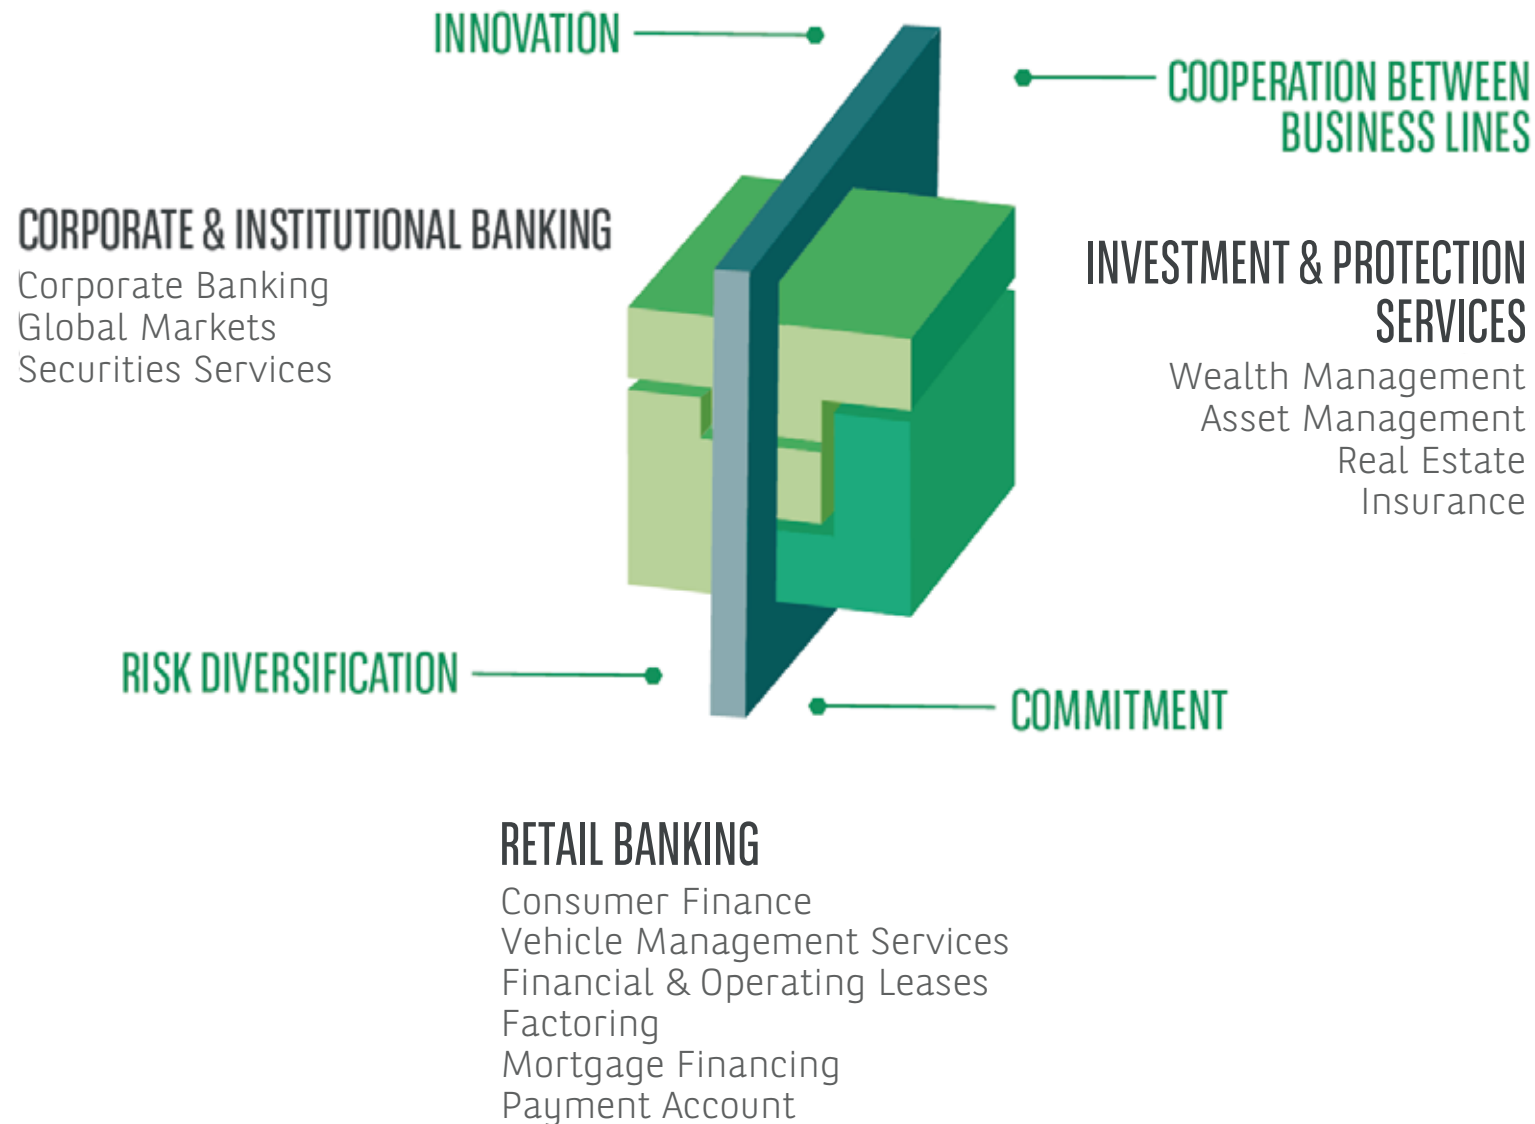 INNOVATION
COOPERATION BETWEEN
BUSINESS LINES
CORPORATE & INSTITUTIONAL BANKING
Corporate Banking
Global Markets
Securities Services
INVESTMENT & PROTECTION
SERVICES
Wealth Management
Asset Management
Real Estate
Insurance
RISK DIVERSIFICATION
COMMITMENT
RETAIL BANKING
Consumer Finance
Vehicle Management Services
Financial & Operating Leases
Factoring
Mortgage Financing
Payment Account